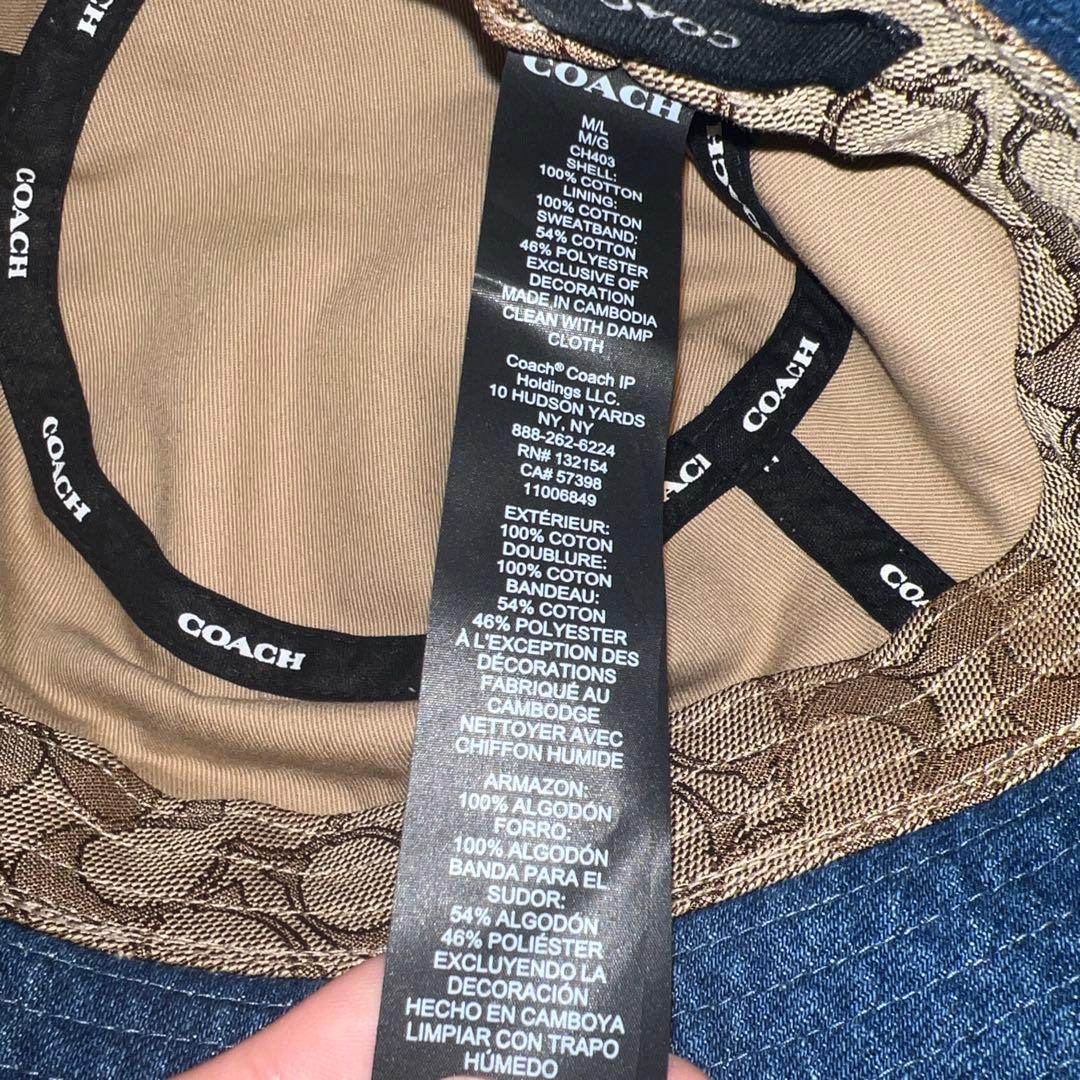 COACH
COACH
COACH
M/L
M/G
CH403
SHELL:
100% COTTON
LINING:
100% COTTON
SWEATBAND:
54% COTTON
46% POLYESTER
EXCLUSIVE OF
DECORATION
MADE IN CAMBODIA
CLEAN WITH DAMP
CLOTH
Coach® Coach IP
Holdings LLC.
10 HUDSON YARDS
NY, NY
888-262-6224
RN# 132154
CA# 57398
11006849
EXTÉRIEUR:
100% COTON
DOUBLURE:
100% COTON
BANDEAU:
54% COTON
46% POLYESTER
À L'EXCEPTION DES
DÉCORATIONS
FABRIQUÉ AU
CAMBODGE
NETTOYER AVEC
CHIFFON HUMIDE
ARMAZON:
100% ALGODÓN
FORRO:
100% ALGODÓN
BANDA PARA EL
SUDOR:
54% ALGODÓN
46% POLIÉSTER
EXCLUYENDO LA
DECORACIÓN
HECHO EN CAMBOYA
LIMPIAR CON TRAPO
HÚMEDO
COACH
COACH
COACH
COACH